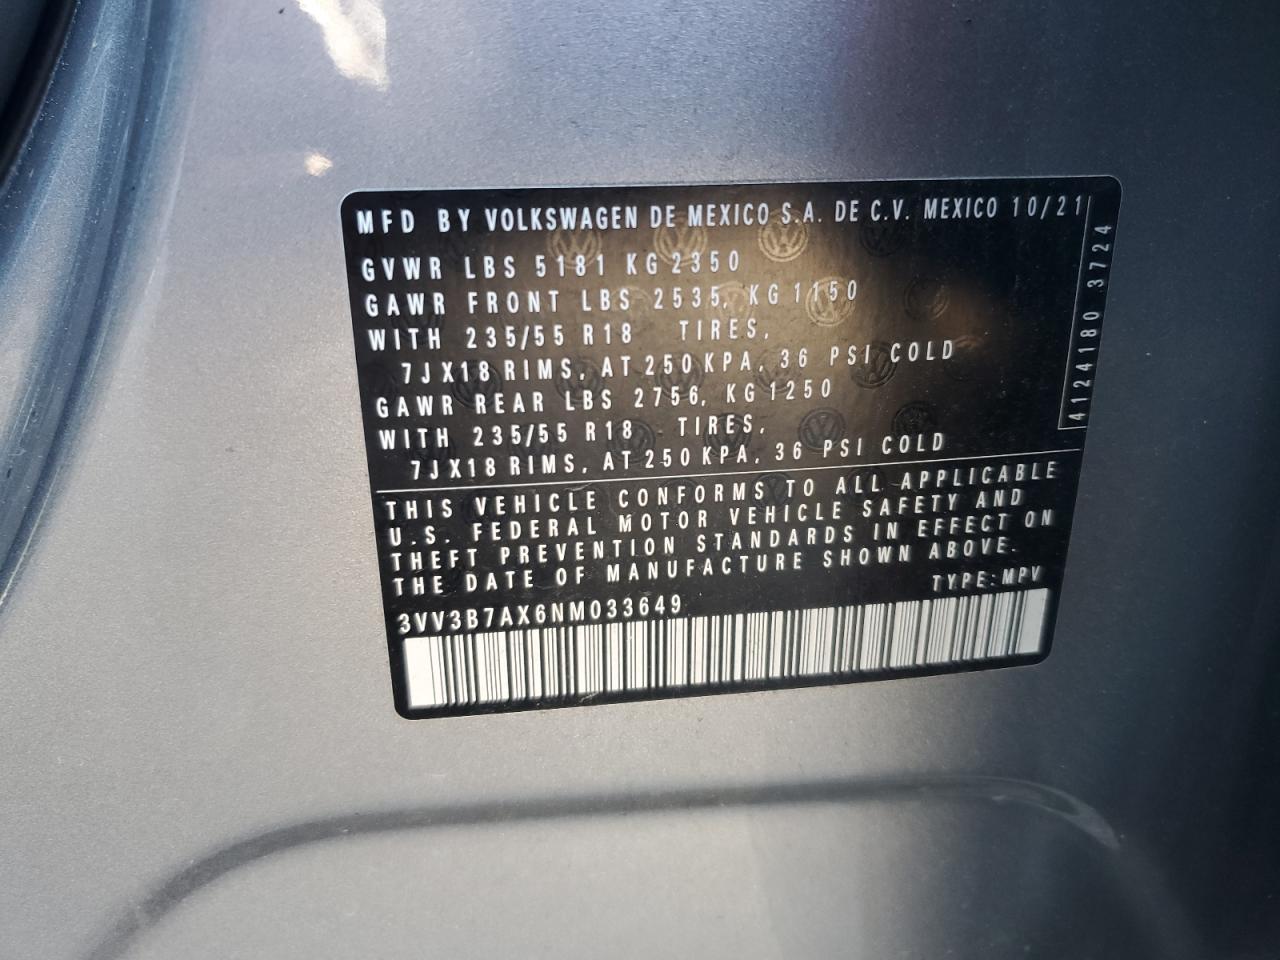 MFD BY VOLKSWAGEN DE MEXICO S.A. DE C.V. MEXICO 10/21
GVWR LBS 5181 KG 2350
GAWR FRONT LBS 2535, KG 1150
WITH 235/55 R18 TIRES,
7JX18 RIMS, AT 250 KPA, 36 PSI COLD
GAWR REAR LBS 2756, KG 1250
WITH 235/55 R18 TIRES,
7JX18 RIMS, AT 250 KPA, 36 PSI COLD
4124180 3724
THIS VEHICLE CONFORMS TO ALL APPLICABLE
U.S. FEDERAL MOTOR VEHICLE SAFETY AND
THEFT PREVENTION STANDARDS IN EFFECT ON
THE DATE OF MANUFACTURE SHOWN ABOVE.
TYPE: MPV
3VV3B7AX6NM033649